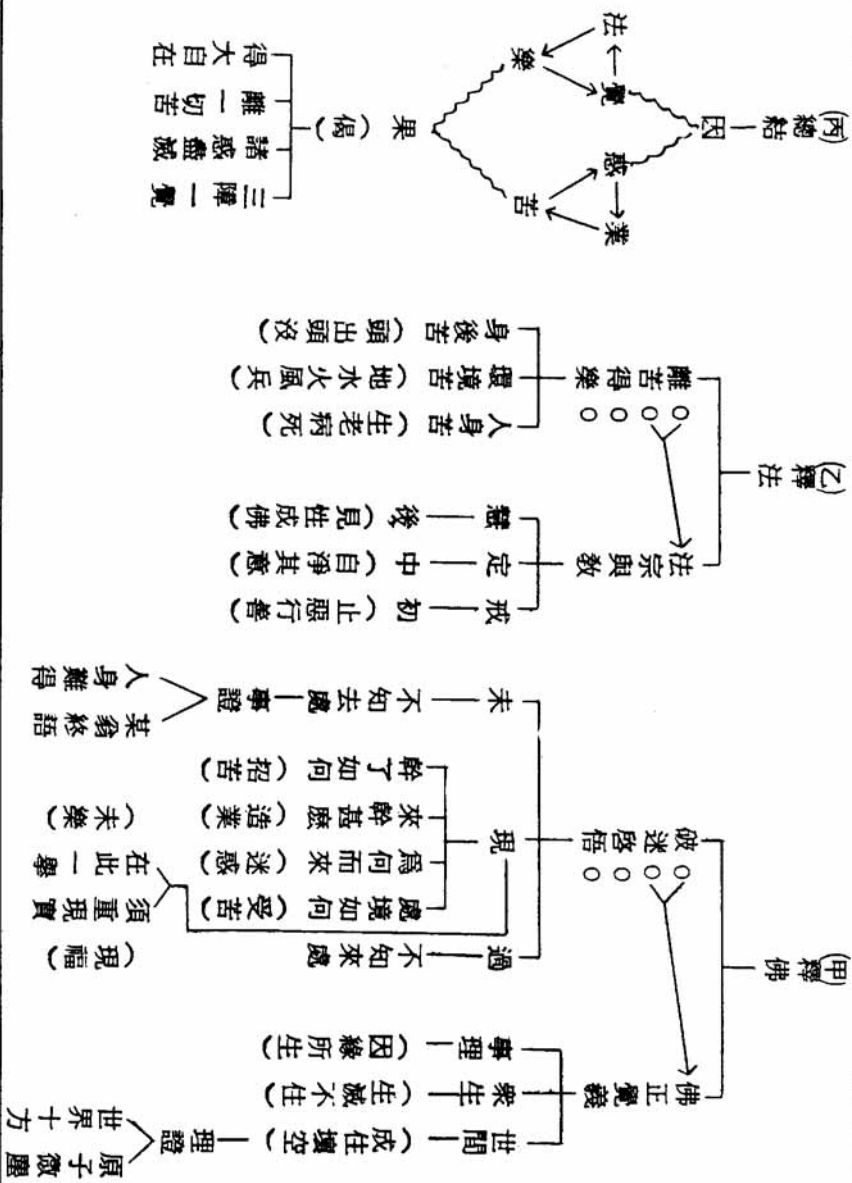 (甲)釋佛
佛正覺義
世間(成住壞空)理證
原子微塵
世界十方
衆生(生滅不住)
事理(因緣所生)
破迷啓悟
○○○○
過 不知來處 (現福)
現
處境如何(受苦)
爲何而來(迷惑)
來幹甚麽(造業)
幹了如何(招苦)
須重現實
在此一舉
(未樂)
未 不知去處 事證
某翁終語
人身難得
(乙)釋法
法宗與教
戒 初(止惡行善)
定 中(自淨其意)
慧 後(見性成佛)
離苦得樂
○○○○
人身苦(生老病死)
環境苦(地水火風兵)
身後苦(頭出頭沒)
(丙)總結 因
惑
業
苦
覺
法
樂
果(偈)
三障一覺
諸惑盡滅
離一切苦
得大自在